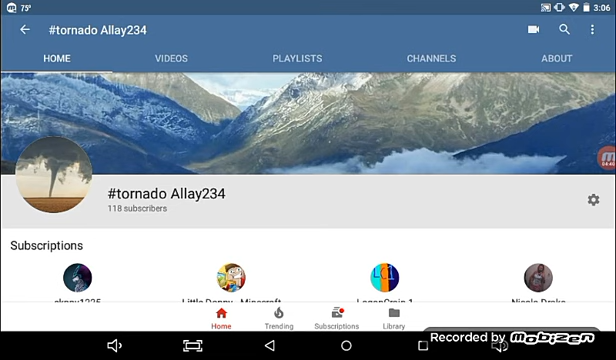 75° 3:06
#tornado Allay234
HOME VIDEOS PLAYLISTS CHANNELS ABOUT
#tornado Allay234
118 subscribers
Subscriptions
Home Trending Subscriptions Library
Recorded by MOBIZEN